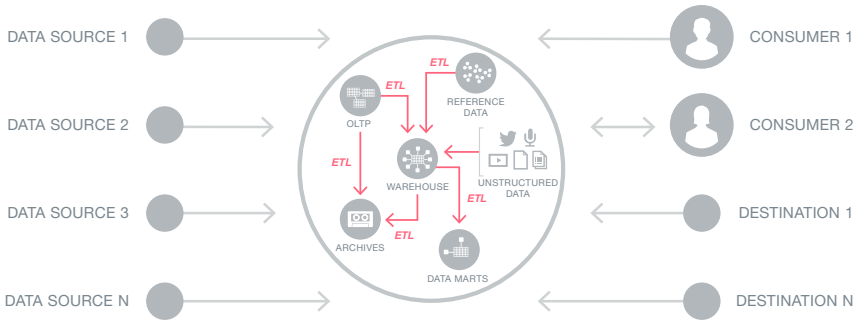 DATA SOURCE 1
CONSUMER 1
ETL
ETL
REFERENCE
DATA
OLTP
DATA SOURCE 2
CONSUMER 2
ETL
WAREHOUSE
UNSTRUCTURED
DATA
ETL
DATA SOURCE 3
DESTINATION 1
ETL
ARCHIVES
DATA MARTS
DATA SOURCE N
DESTINATION N